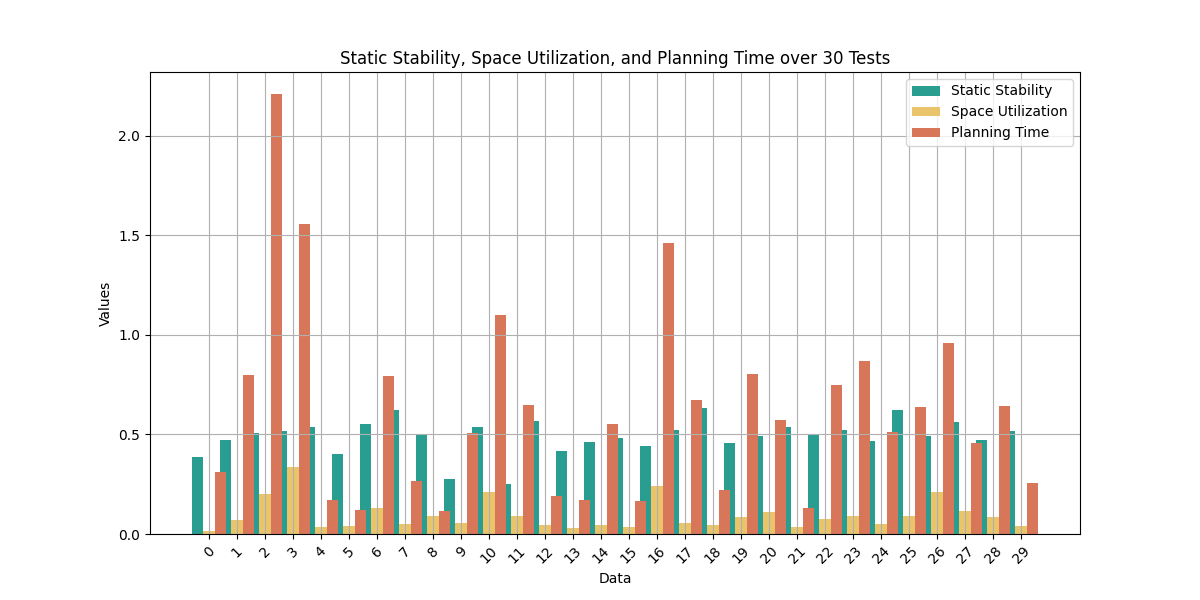 Static Stability, Space Utilization, and Planning Time over 30 Tests
Static Stability
Space Utilization
Planning Time
Values
2.0
1.5
1.0
0.5
0.0
0 1 2 3 4 5 6 7 8 9 10 11 12 13 14 15 16 17 18 19 20 21 22 23 24 25 26 27 28 29
Data